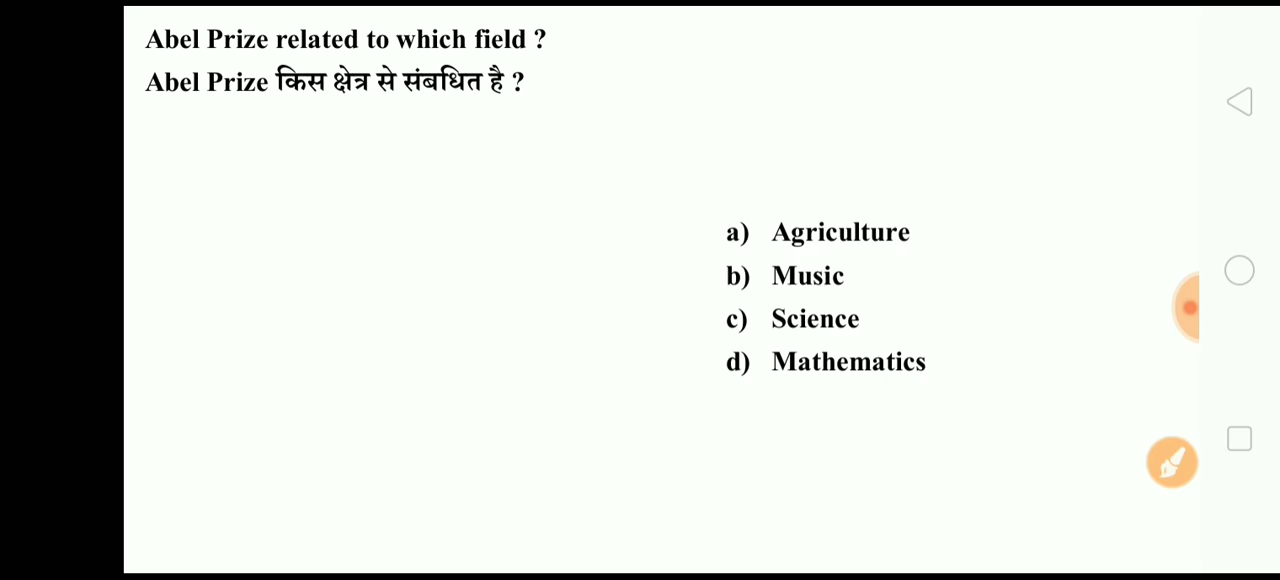 Abel Prize related to which field ?
Abel Prize किस क्षेत्र से संबधित है ?
a) Agriculture
b) Music
c) Science
d) Mathematics